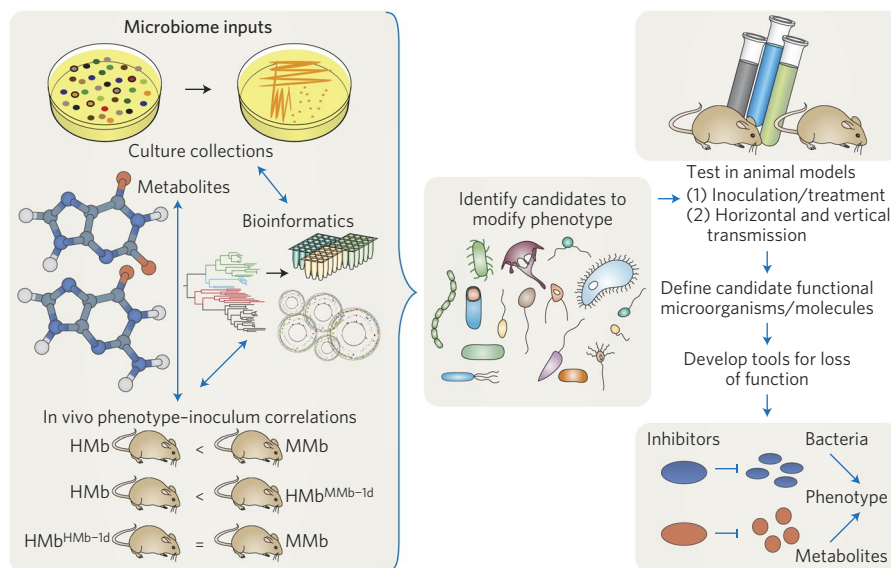 Microbiome inputs
Culture collections
Metabolites
Bioinformatics
In vivo phenotype–inoculum correlations
HMb < MMb
HMb < HMb^MMb–1d
HMb^HMb–1d = MMb
Identify candidates to
modify phenotype
Test in animal models
(1) Inoculation/treatment
(2) Horizontal and vertical
transmission
Define candidate functional
microorganisms/molecules
Develop tools for loss
of function
Inhibitors
Bacteria
Phenotype
Metabolites